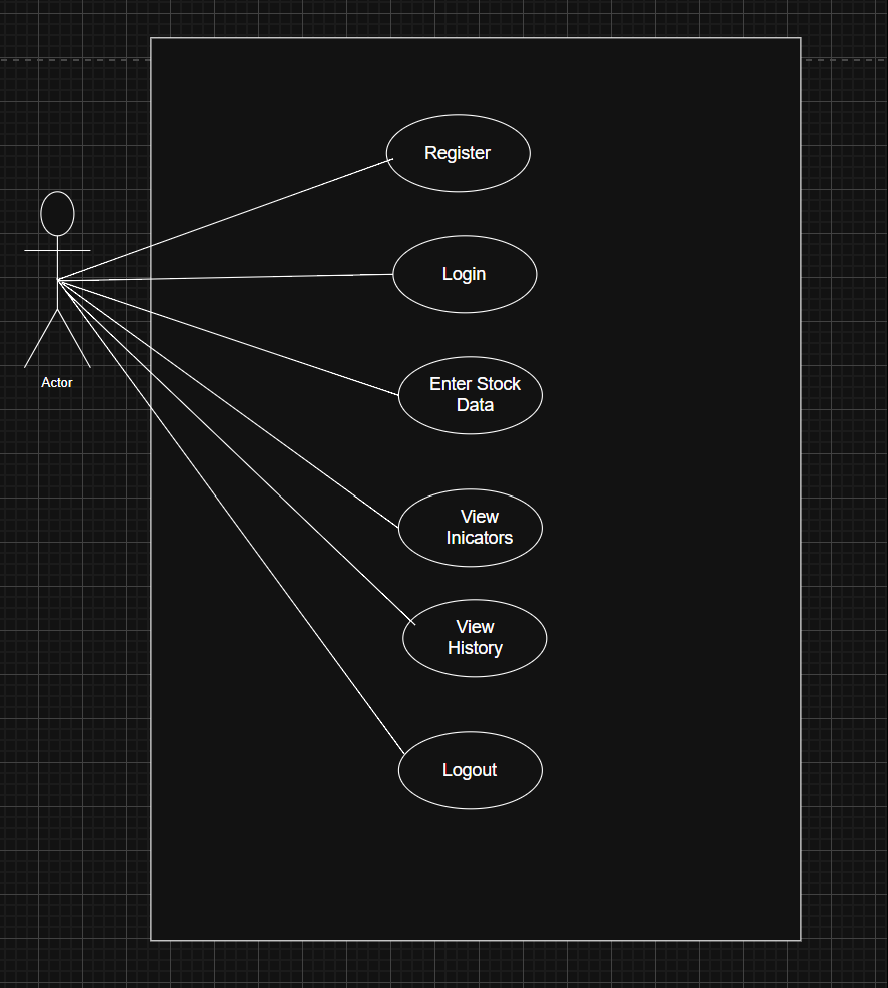 Register
Login
Actor
Enter Stock
Data
View
Inicators
View
History
Logout